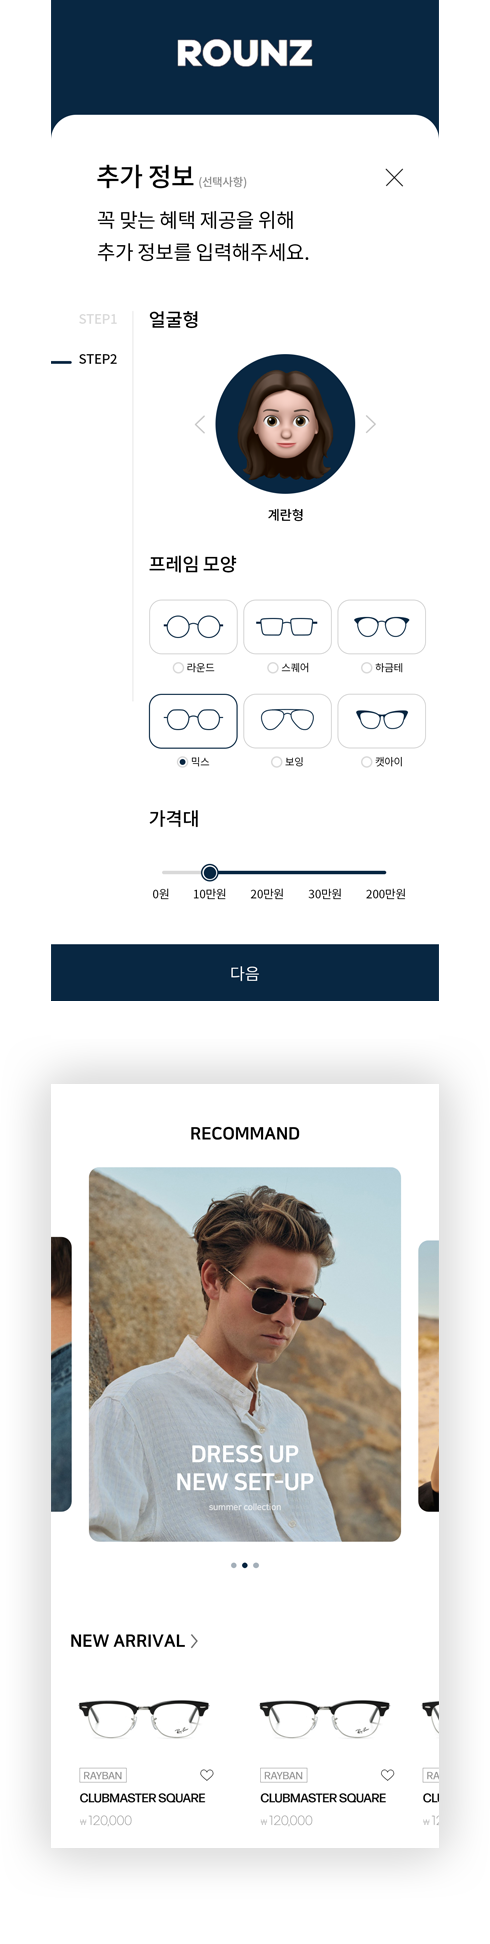 ROUNZ
추가 정보 (선택사항)
꼭 맞는 혜택 제공을 위해
추가 정보를 입력해주세요.
STEP1
얼굴형
STEP2
계란형
프레임 모양
라운드
스퀘어
하금테
믹스
보잉
캣아이
가격대
0원 10만원 20만원 30만원 200만원
다음
RECOMMAND
DRESS UP
NEW SET-UP
summer collection
NEW ARRIVAL
RAYBAN RAYBAN RA
CLUBMASTER SQUARE CLUBMASTER SQUARE CLU
₩120,000 ₩120,000 ₩12